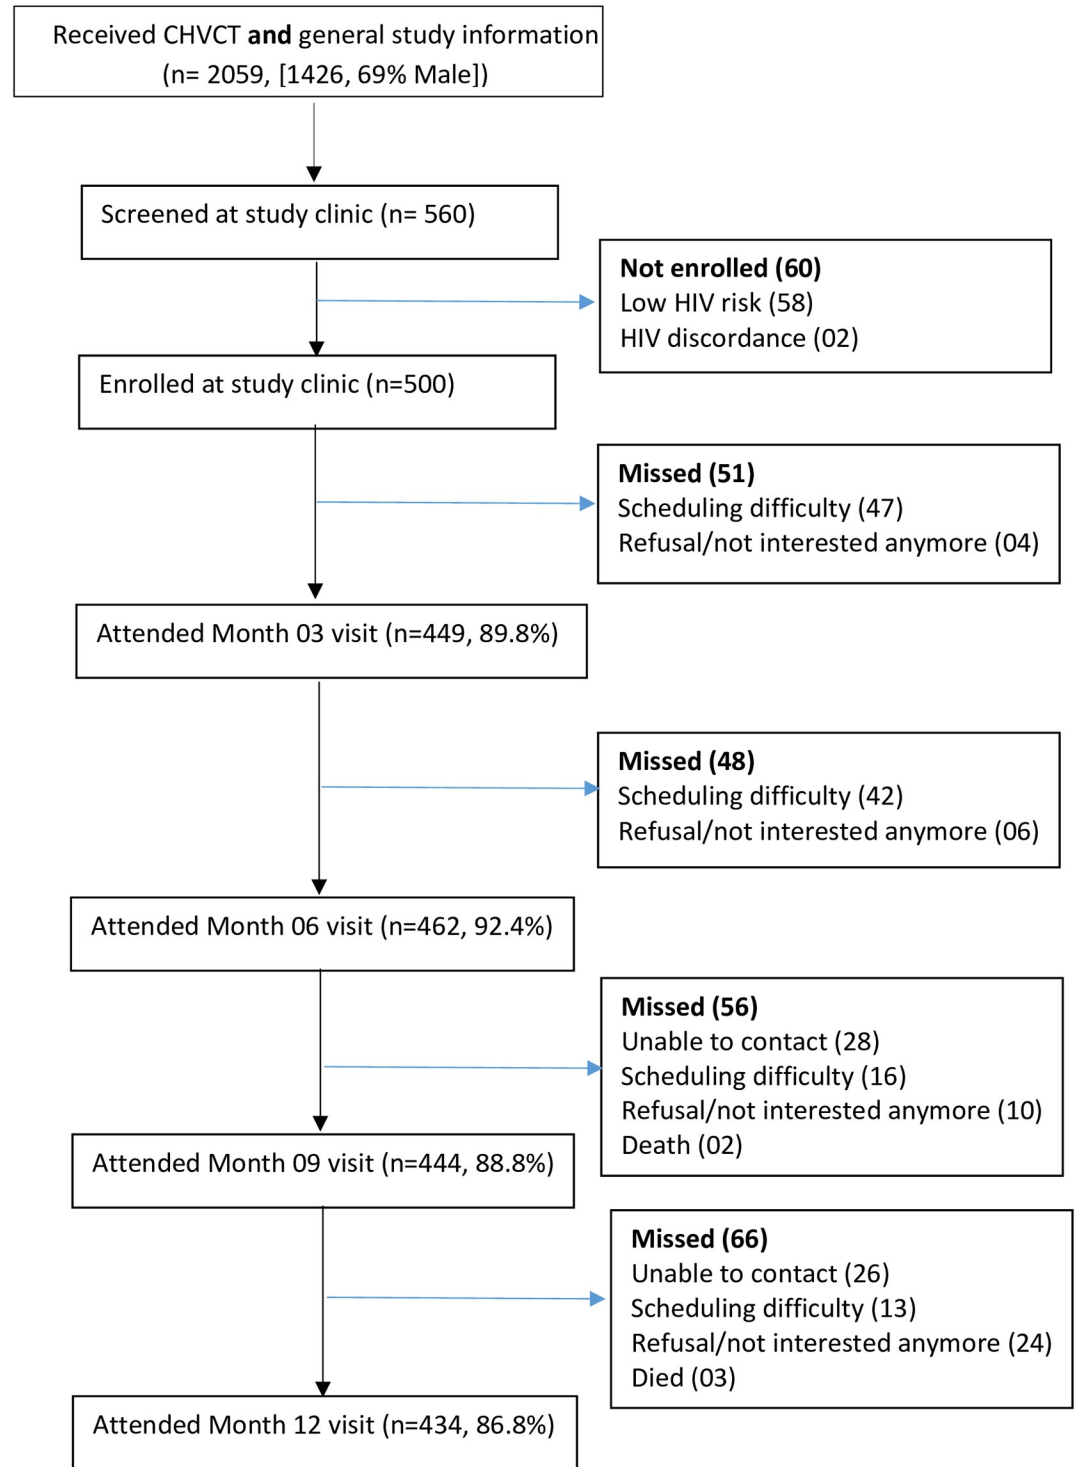 Received CHVCT and general study information
(n= 2059, [1426, 69% Male])
Screened at study clinic (n= 560)
Not enrolled (60)
Low HIV risk (58)
HIV discordance (02)
Enrolled at study clinic (n=500)
Missed (51)
Scheduling difficulty (47)
Refusal/not interested anymore (04)
Attended Month 03 visit (n=449, 89.8%)
Missed (48)
Scheduling difficulty (42)
Refusal/not interested anymore (06)
Attended Month 06 visit (n=462, 92.4%)
Missed (56)
Unable to contact (28)
Scheduling difficulty (16)
Refusal/not interested anymore (10)
Death (02)
Attended Month 09 visit (n=444, 88.8%)
Missed (66)
Unable to contact (26)
Scheduling difficulty (13)
Refusal/not interested anymore (24)
Died (03)
Attended Month 12 visit (n=434, 86.8%)